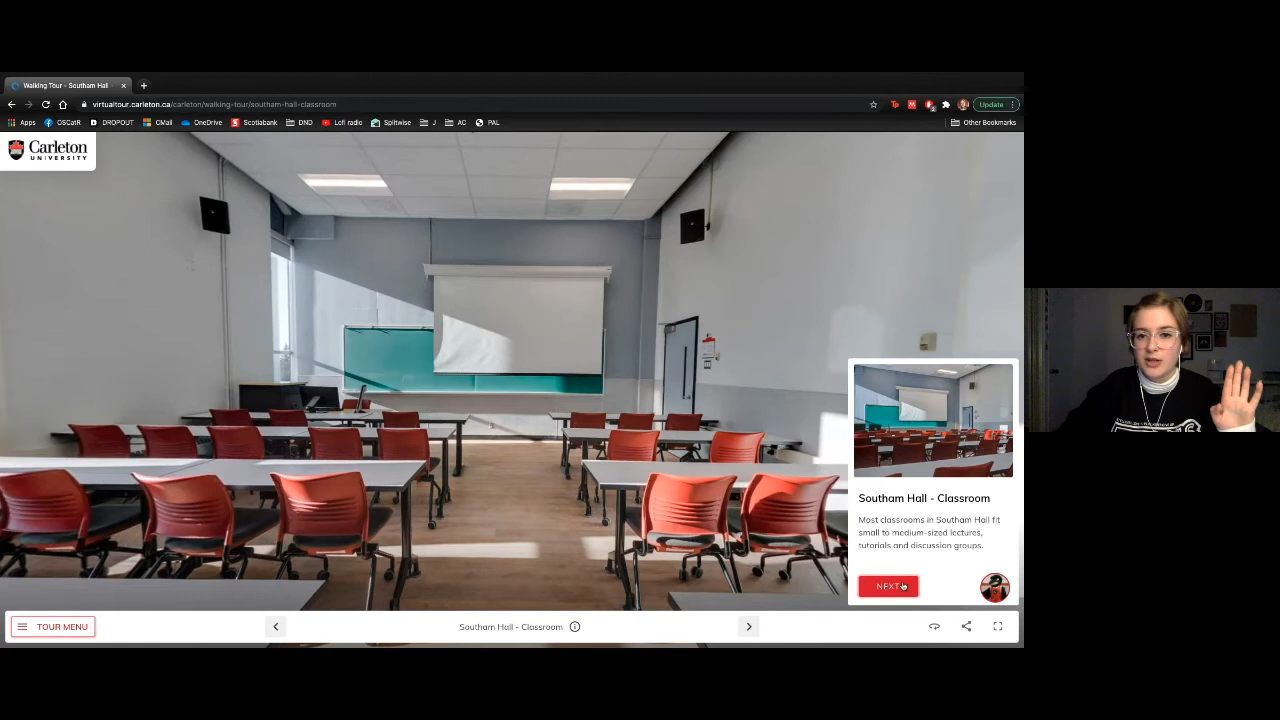 Walking Tour - Southam Hall
virtualtour.carleton.ca/carleton/walking-tour/southam-hall-classroom
Update
Apps OSCatR DROPOUT CMail OneDrive Scotiabank DND Lofi radio Splitwise J AC PAL Other Bookmarks
Carleton
UNIVERSITY
Southam Hall - Classroom
Most classrooms in Southam Hall fit
small to medium-sized lectures,
tutorials and discussion groups.
NEXT
TOUR MENU
Southam Hall - Classroom